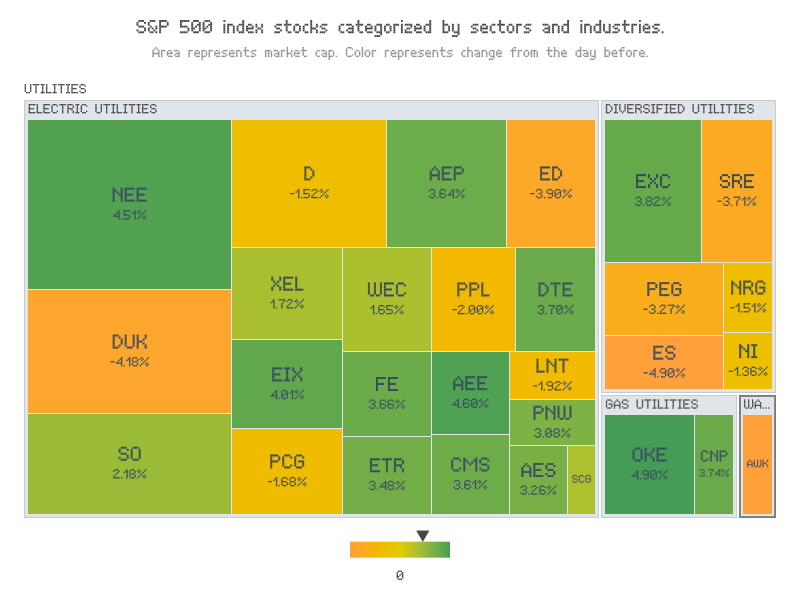 S&P 500 index stocks categorized by sectors and industries.
Area represents market cap. Color represents change from the day before.
UTILITIES
ELECTRIC UTILITIES
NEE
4.51%
DUK
-4.18%
SO
2.18%
D
-1.52%
AEP
3.64%
ED
-3.90%
XEL
1.72%
EIX
4.01%
PCG
-1.68%
WEC
1.65%
PPL
-2.00%
DTE
3.70%
FE
3.66%
ETR
3.48%
AEE
4.60%
CMS
3.61%
LNT
-1.92%
PNW
3.08%
AES
3.26%
SCG
DIVERSIFIED UTILITIES
EXC
3.82%
SRE
-3.71%
PEG
-3.27%
ES
-4.90%
NRG
-1.51%
NI
-1.36%
GAS UTILITIES
OKE
4.90%
CNP
3.74%
WA...
AWK
0